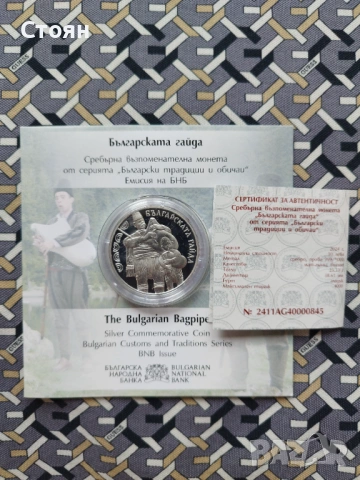 Стоян
Българската гайда
Сребърна възпоменателна монета
от серията „Български традиции и обичаи“
Емисия на БНБ
БЪЛГАРСКАТА ГАЙДА
СЕРТИФИКАТ ЗА АВТЕНТИЧНОСТ
Сребърна възпоменателна монета
„Българската гайда“
от серията „Български
традиции и обичаи“
№ 2411AG40000845
The Bulgarian Bagpipe
Silver Commemorative Coin
Bulgarian Customs and Traditions Series
BNB Issue
БЪЛГАРСКА
НАРОДНА
БАНКА
BULGARIAN
NATIONAL
BANK
BAZAR